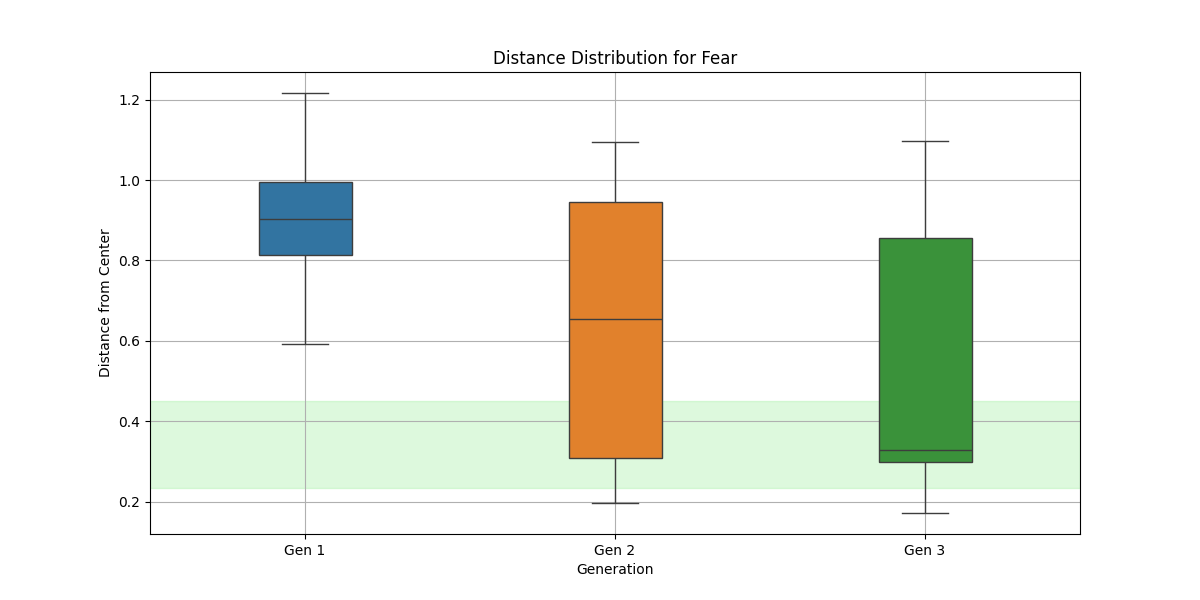 Distance Distribution for Fear
Distance from Center
1.2
1.0
0.8
0.6
0.4
0.2
Gen 1
Gen 2
Gen 3
Generation